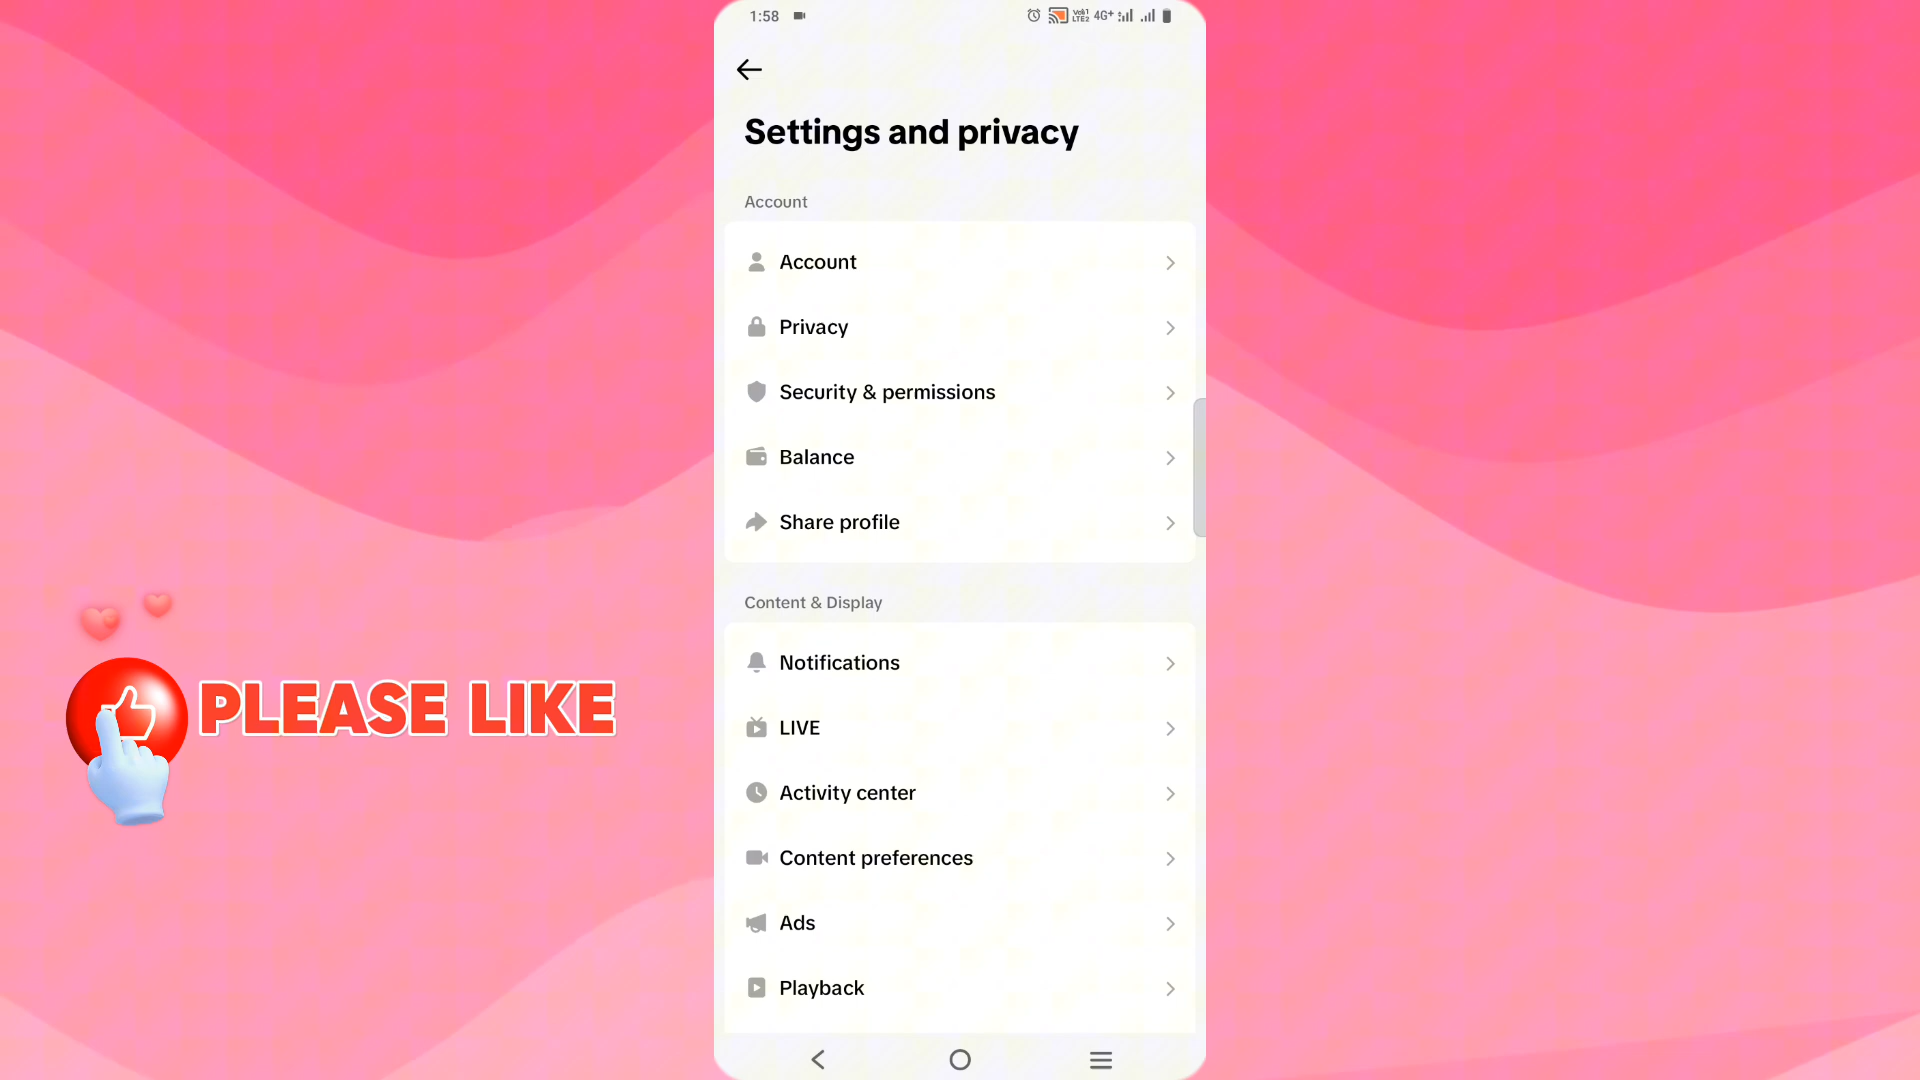 1:58
4G+
Settings and privacy
Account
Account
Privacy
Security & permissions
Balance
Share profile
Content & Display
Notifications
LIVE
Activity center
Content preferences
Ads
Playback
PLEASE LIKE